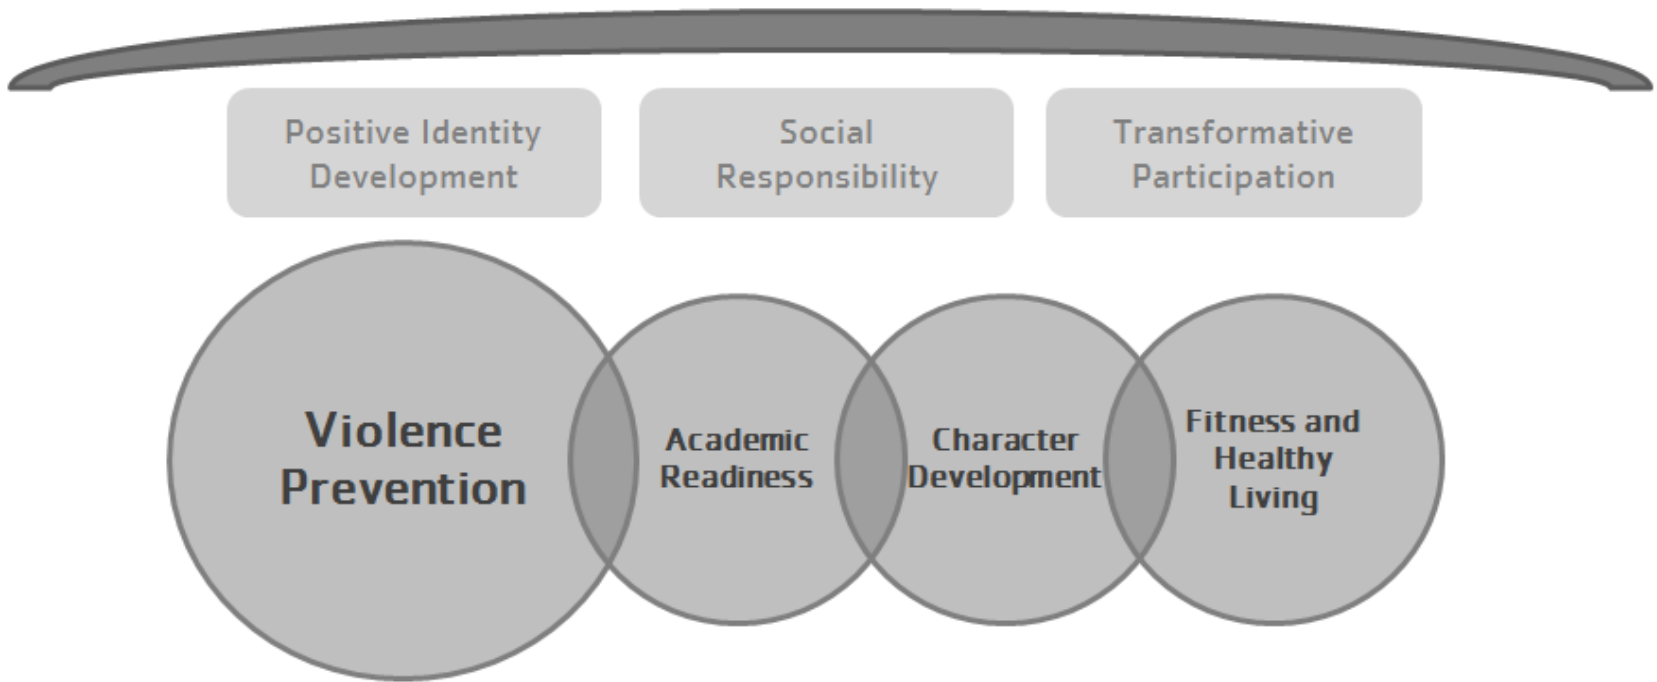 Positive Identity
Development
Social
Responsibility
Transformative
Participation
Violence
Prevention
Academic
Readiness
Character
Development
Fitness and
Healthy
Living